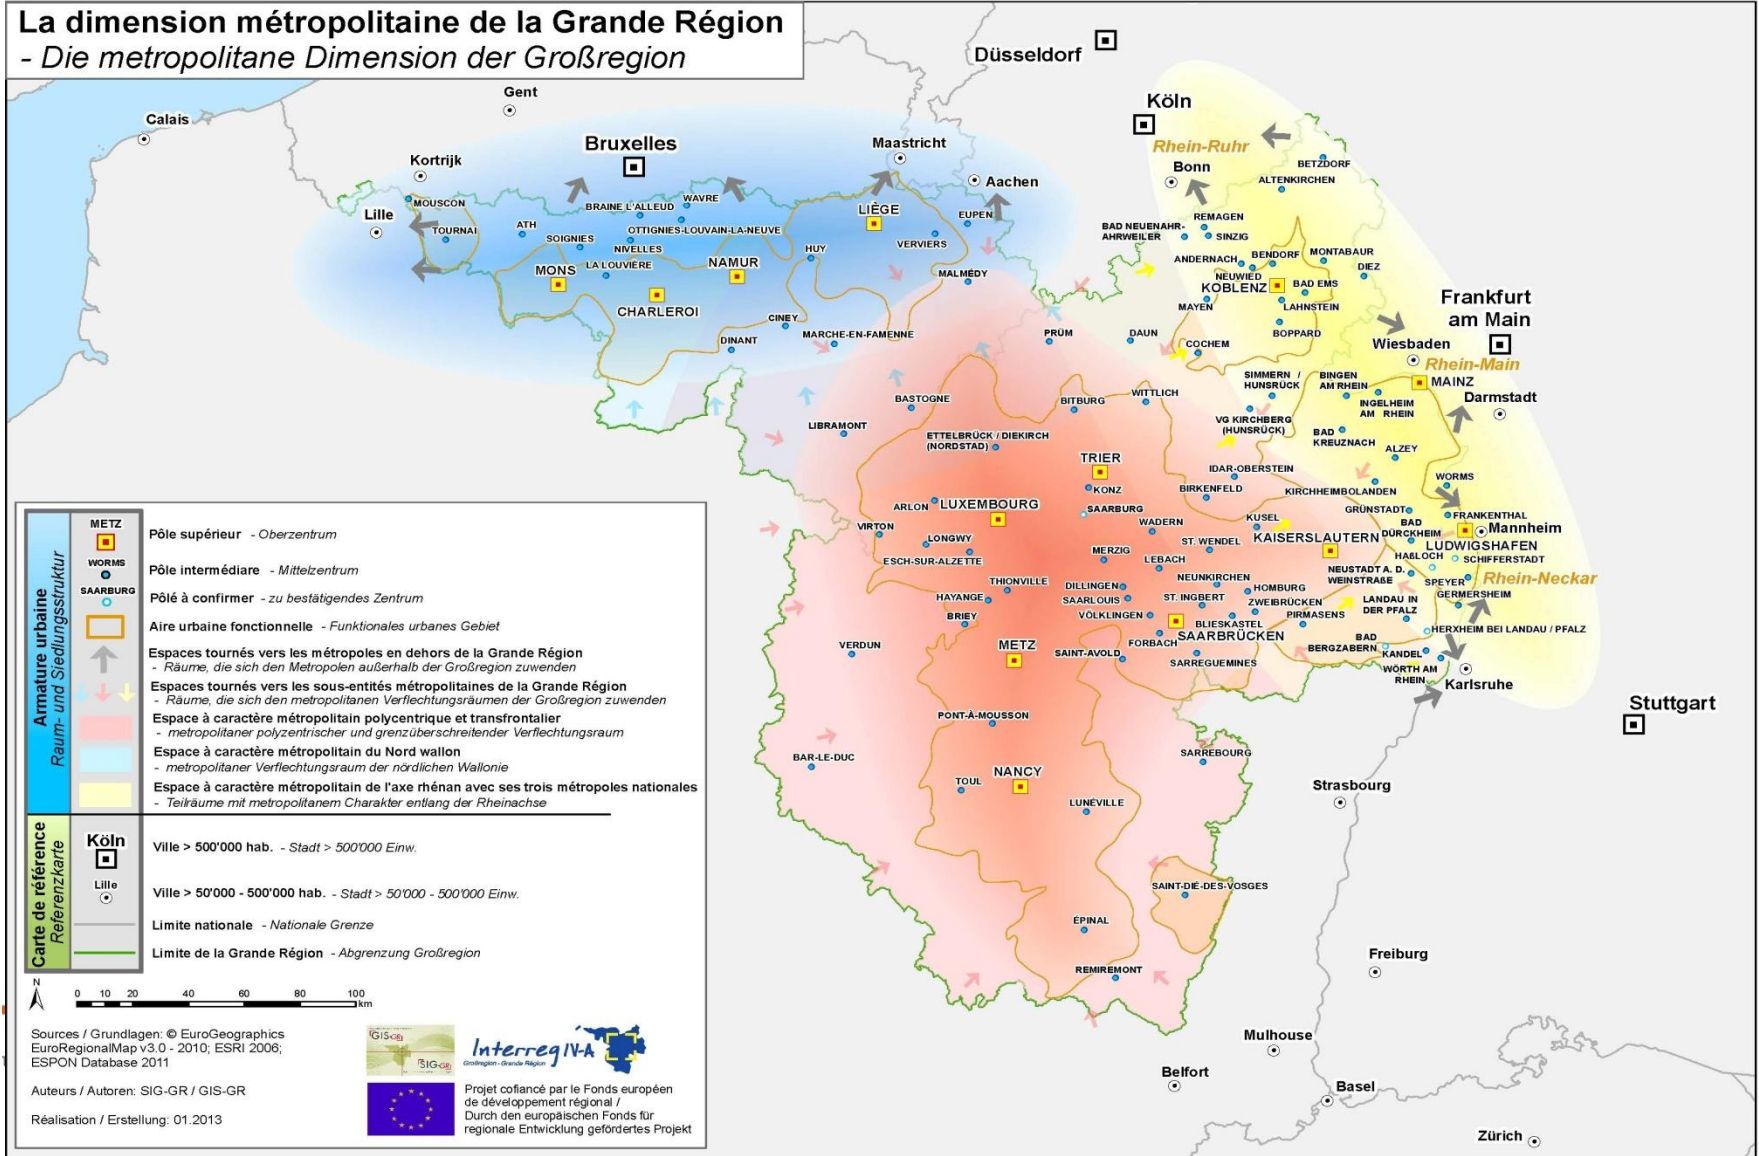 La dimension métropolitaine de la Grande Région
- Die metropolitane Dimension der Großregion
Düsseldorf
Gent
Köln
Calais
Rhein-Ruhr
Bruxelles
Maastricht
Kortrijk
Bonn
BETZDORF
ALTENKIRCHEN
Aachen
MOUSCON
Lille
TOURNAI
ATH
BRAINE L'ALLEUD
WAVRE
LIÈGE
EUPEN
SOIGNIES
OTTIGNIES-LOUVAIN-LA-NEUVE
NIVELLES
HUY
VERVIERS
BAD NEUENAHR-
AHRWEILER
REMAGEN
SINZIG
MONS
LA LOUVIÈRE
NAMUR
MALMÉDY
ANDERNACH
BENDORF
MONTABAUR
NEUWIED
DIEZ
KOBLENZ
BAD EMS
CHARLEROI
MAYEN
LAHNSTEIN
BOPPARD
Frankfurt
am Main
CINEY
DINANT
MARCHE-EN-FAMENNE
PRÜM
DAUN
COCHEM
Wiesbaden
Rhein-Main
MAINZ
Darmstadt
SIMMERN /
HUNSRÜCK
BINGEN
AM RHEIN
INGELHEIM
AM RHEIN
BASTOGNE
BITBURG
WITTLICH
VG KIRCHBERG
(HUNSRÜCK)
LIBRAMONT
ETTELBRÜCK / DIEKIRCH
(NORDSTAD)
BAD
KREUZNACH
ALZEY
TRIER
KONZ
IDAR-OBERSTEIN
BIRKENFELD
KIRCHHEIMBOLANDEN
WORMS
ARLON
LUXEMBOURG
SAARBURG
GRÜNSTADT
FRANKENTHAL
VIRTON
WADERN
KUSEL
BAD
DÜRCKHEIM
Mannheim
LONGWY
ESCH-SUR-ALZETTE
MERZIG
ST. WENDEL
KAISERSLAUTERN
LUDWIGSHAFEN
HAßLOCH
SCHIFFERSTADT
LEBACH
NEUSTADT A. D.
WEINSTRAßE
SPEYER
Rhein-Neckar
THIONVILLE
HAYANGE
DILLINGEN
SAARLOUIS
NEUNKIRCHEN
HOMBURG
ST. INGBERT
ZWEIBRÜCKEN
GERMERSHEIM
LANDAU IN
DER PFALZ
BRIEY
VÖLKLINGEN
BLIESKASTEL
PIRMASENS
HERXHEIM BEI LANDAU / PFALZ
FORBACH
SAARBRÜCKEN
VERDUN
METZ
SAINT-AVOLD
SARREGUEMINES
BAD
BERGZABERN
KANDEL
WÖRTH AM
RHEIN
Karlsruhe
Stuttgart
PONT-À-MOUSSON
BAR-LE-DUC
SARREBOURG
TOUL
NANCY
Strasbourg
LUNÉVILLE
SAINT-DIÉ-DES-VOSGES
ÉPINAL
Freiburg
REMIREMONT
Mulhouse
Belfort
Basel
Zürich
Armature urbaine
Raum- und Siedlungsstruktur
METZ
Pôle supérieur - Oberzentrum
WORMS
Pôle intermédiare - Mittelzentrum
SAARBURG
Pôlé à confirmer - zu bestätigendes Zentrum
Aire urbaine fonctionnelle - Funktionales urbanes Gebiet
Espaces tournés vers les métropoles en dehors de la Grande Région
- Räume, die sich den Metropolen außerhalb der Großregion zuwenden
Espaces tournés vers les sous-entités métropolitaines de la Grande Région
- Räume, die sich den metropolitanen Verflechtungsräumen der Großregion zuwenden
Espace à caractère métropolitain polycentrique et transfrontalier
- metropolitaner polyzentrischer und grenzüberschreitender Verflechtungsraum
Espace à caractère métropolitain du Nord wallon
- metropolitaner Verflechtungsraum der nördlichen Wallonie
Espace à caractère métropolitain de l'axe rhénan avec ses trois métropoles nationales
- Teilräume mit metropolitanem Charakter entlang der Rheinachse
Carte de référence
Referenzkarte
Köln
Ville > 500'000 hab. - Stadt > 500'000 Einw.
Lille
Ville > 50'000 - 500'000 hab. - Stadt > 50'000 - 500'000 Einw.
Limite nationale - Nationale Grenze
Limite de la Grande Région - Abgrenzung Großregion
N
0 10 20 40 60 80 100
km
Sources / Grundlagen: © EuroGeographics
EuroRegionalMap v3.0 - 2010; ESRI 2006;
ESPON Database 2011
Auteurs / Autoren: SIG-GR / GIS-GR
Réalisation / Erstellung: 01.2013
GIS-GR
SIG-GR
Interreg IV-A
Großregion - Grande Région
Projet cofiancé par le Fonds européen
de développement régional /
Durch den europäischen Fonds für
regionale Entwicklung gefördertes Projekt